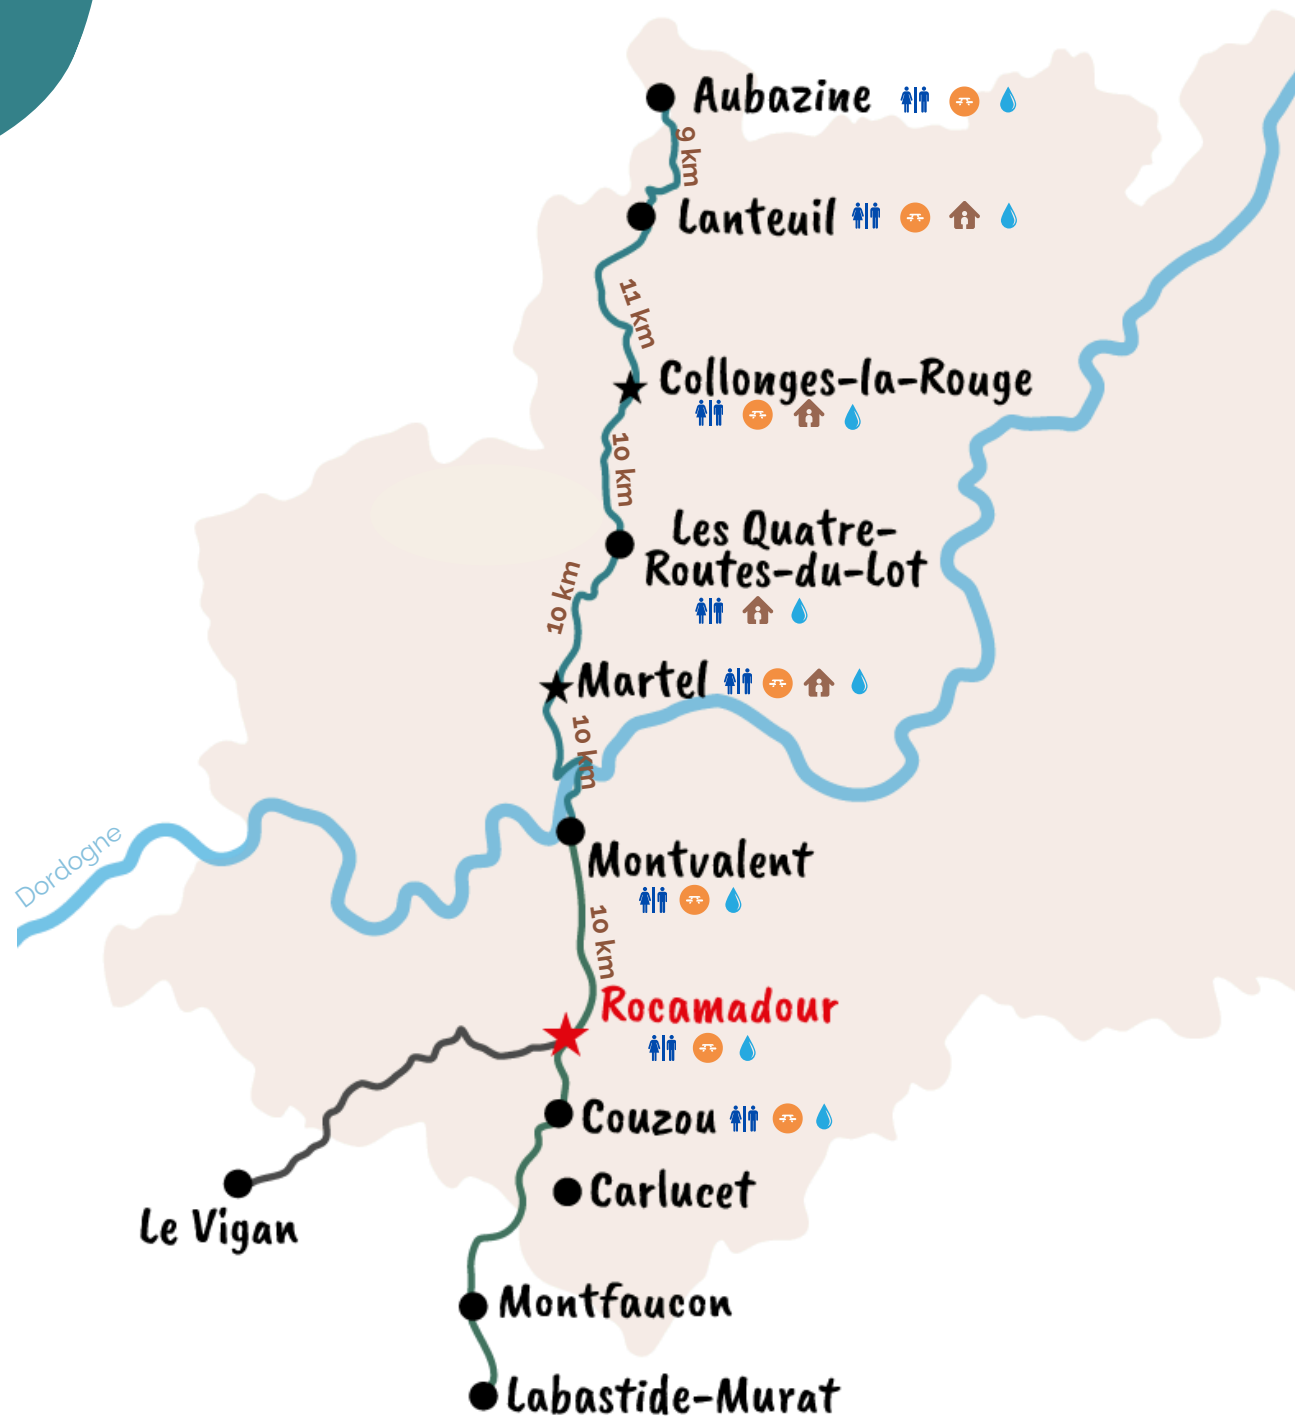 Aubazine
9 km
Lanteuil
11 km
Collonges-la-Rouge
10 km
Les Quatre-
Routes-du-Lot
10 km
Martel
10 km
Dordogne
Montvalent
10 km
Rocamadour
Couzou
Carlucet
Le Vigan
Montfaucon
Labastide-Murat